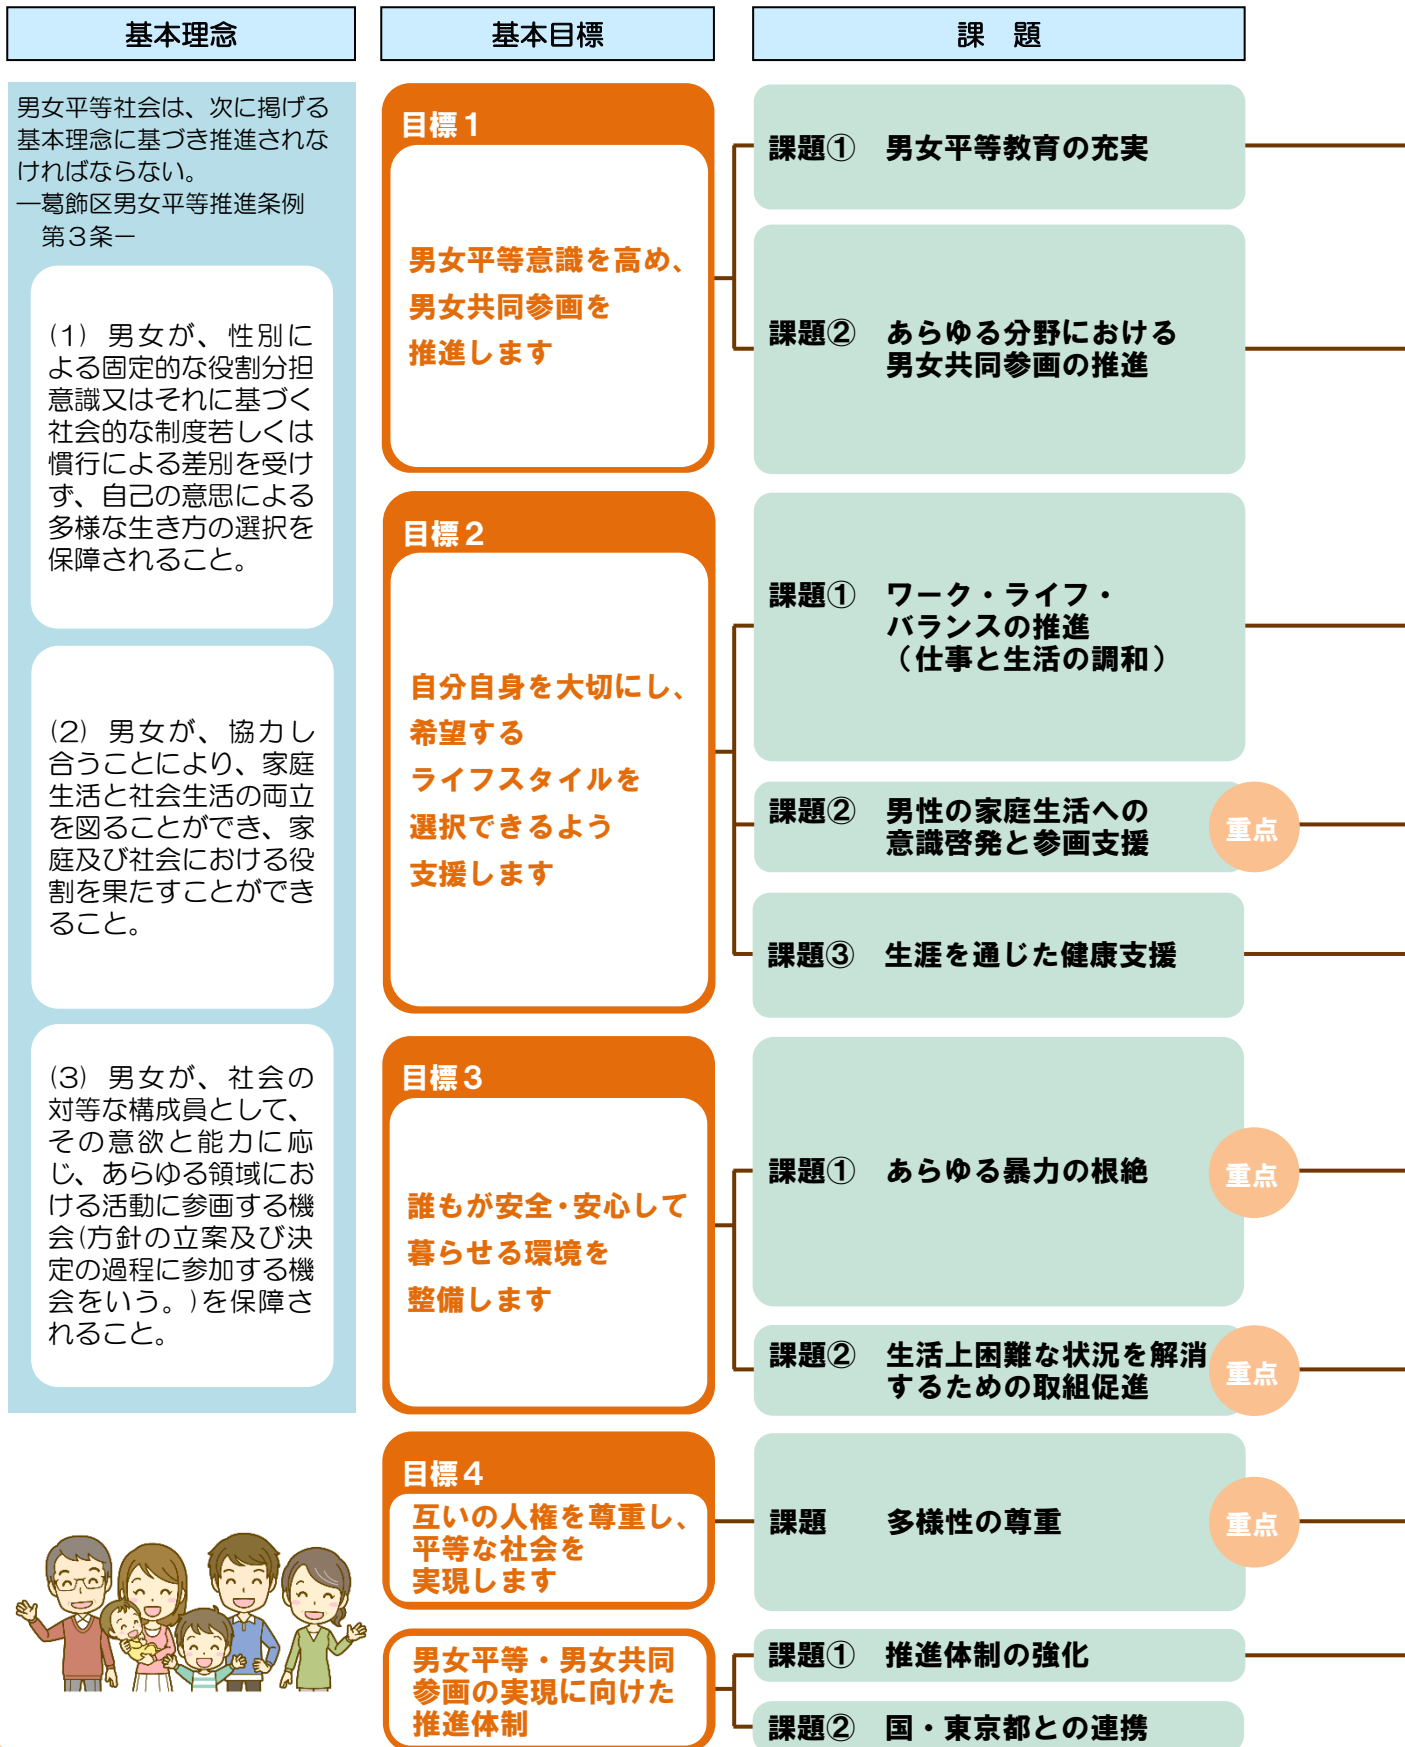 基本理念
基本目標
課　題
男女平等社会は、次に掲げる
基本理念に基づき推進されな
ければならない。
―葛飾区男女平等推進条例
第３条―
(1) 男女が、性別に
よる固定的な役割分担
意識又はそれに基づく
社会的な制度若しくは
慣行による差別を受け
ず、自己の意思による
多様な生き方の選択を
保障されること。
(2) 男女が、協力し
合うことにより、家庭
生活と社会生活の両立
を図ることができ、家
庭及び社会における役
割を果たすことができ
ること。
(3) 男女が、社会の
対等な構成員として、
その意欲と能力に応
じ、あらゆる領域にお
ける活動に参画する機
会(方針の立案及び決
定の過程に参加する機
会をいう。)を保障さ
れること。
目標１
男女平等意識を高め、
男女共同参画を
推進します
課題①　男女平等教育の充実
課題②　あらゆる分野における
男女共同参画の推進
目標２
自分自身を大切にし、
希望する
ライフスタイルを
選択できるよう
支援します
課題①　ワーク・ライフ・
バランスの推進
（仕事と生活の調和）
課題②　男性の家庭生活への
意識啓発と参画支援
重点
課題③　生涯を通じた健康支援
目標３
誰もが安全・安心して
暮らせる環境を
整備します
課題①　あらゆる暴力の根絶
重点
課題②　生活上困難な状況を解消
するための取組促進
重点
目標４
互いの人権を尊重し、
平等な社会を
実現します
課題　　多様性の尊重
重点
男女平等・男女共同
参画の実現に向けた
推進体制
課題①　推進体制の強化
課題②　国・東京都との連携